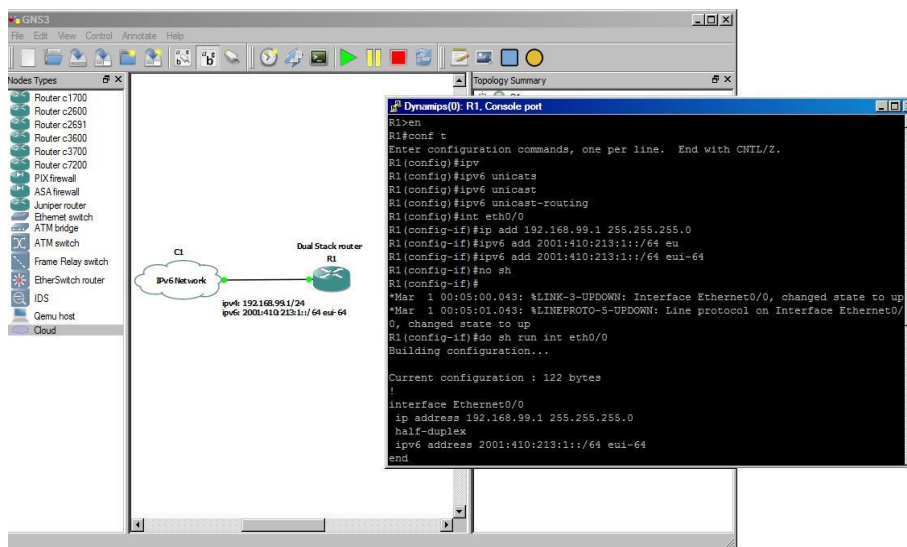 GNS3
File Edit View Control Annotate Help
Nodes Types
Topology Summary
Router c1700
Router c2600
Router c2691
Router c3600
Router c3700
Router c7200
PIX firewall
ASA firewall
Juniper router
Ethernet switch
ATM bridge
ATM switch
Frame Relay switch
EtherSwitch router
IDS
Qemu host
Cloud
C1
IPv6 Network
Dual Stack router
R1
ipv4: 192.168.99.1/24
ipv6: 2001:410:213:1::/64 eui-64
Dynamips(0): R1, Console port
R1>en
R1#conf t
Enter configuration commands, one per line. End with CNTL/Z.
R1(config)#ipv
R1(config)#ipv6 unicats
R1(config)#ipv6 unicast
R1(config)#ipv6 unicast-routing
R1(config)#int eth0/0
R1(config-if)#ip add 192.168.99.1 255.255.255.0
R1(config-if)#ipv6 add 2001:410:213:1::/64 eu
R1(config-if)#ipv6 add 2001:410:213:1::/64 eui-64
R1(config-if)#no sh
R1(config-if)#
*Mar 1 00:05:00.043: %LINK-3-UPDOWN: Interface Ethernet0/0, changed state to up
*Mar 1 00:05:01.043: %LINEPROTO-5-UPDOWN: Line protocol on Interface Ethernet0/
0, changed state to up
R1(config-if)#do sh run int eth0/0
Building configuration...
Current configuration : 122 bytes
!
interface Ethernet0/0
ip address 192.168.99.1 255.255.255.0
half-duplex
ipv6 address 2001:410:213:1::/64 eui-64
end